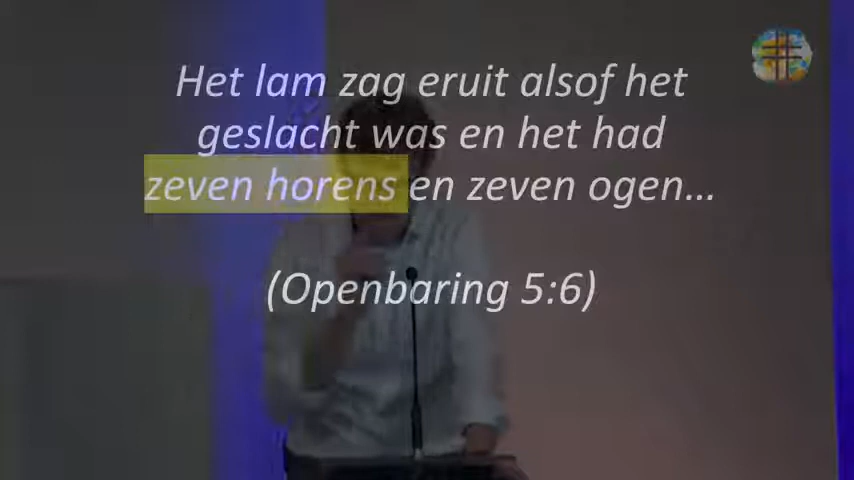 Het lam zag eruit alsof het
geslacht was en het had
zeven horens en zeven ogen...
(Openbaring 5:6)